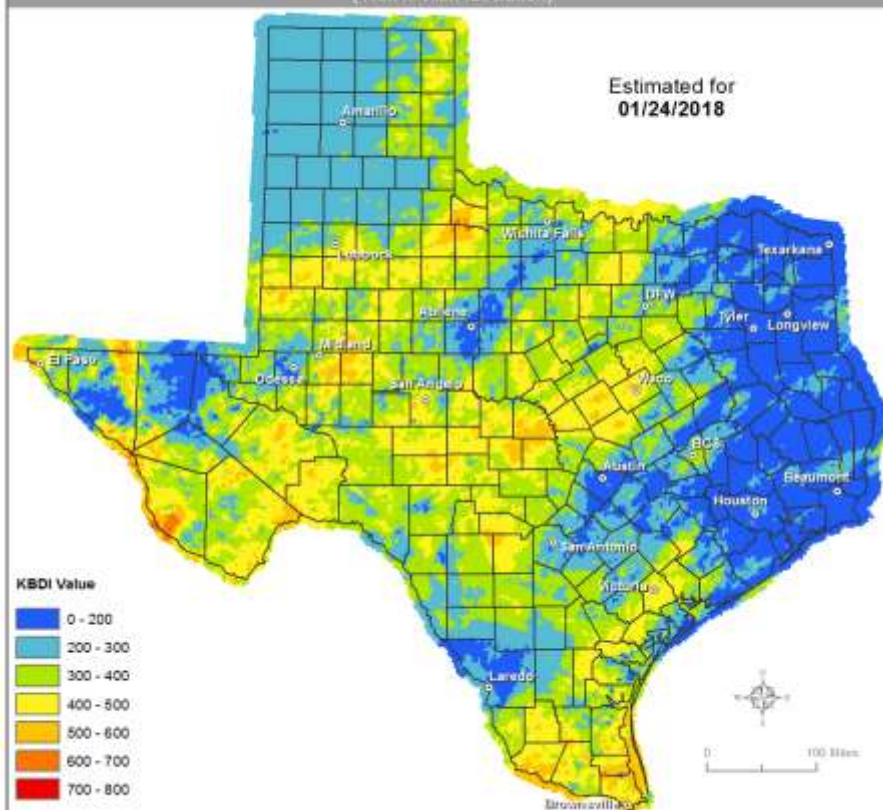 Estimated for
01/24/2018
Amarillo
Wichita Falls
Texarkana
Lubbock
DFW
Abilene
Tyler
Longview
Midland
El Paso
Odessa
San Angelo
Waco
BCS
Austin
Beaumont
Houston
San Antonio
Victoria
KBDI Value
0 - 200
200 - 300
300 - 400
400 - 500
500 - 600
600 - 700
700 - 800
Laredo
0
100 Miles
Brownsville